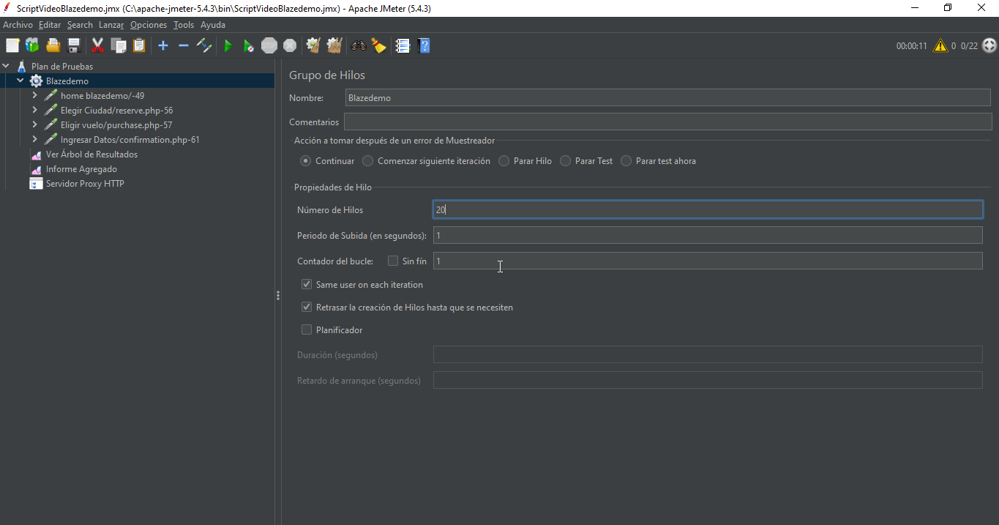 ScriptVideoBlazedemo.jmx (C:\apache-jmeter-5.4.3\bin\ScriptVideoBlazedemo.jmx) - Apache JMeter (5.4.3)
Archivo Editar Search Lanzar Opciones Tools Ayuda
STOP ? 00:00:11 0 0/22
Plan de Pruebas
Blazedemo
home blazedemo/-49
Elegir Ciudad/reserve.php-56
Eligir vuelo/purchase.php-57
Ingresar Datos/confirmation.php-61
Ver Árbol de Resultados
Informe Agregado
Servidor Proxy HTTP
Grupo de Hilos
Nombre: Blazedemo
Comentarios
Acción a tomar después de un error de Muestreador
Continuar Comenzar siguiente iteración Parar Hilo Parar Test Parar test ahora
Propiedades de Hilo
Número de Hilos 20
Periodo de Subida (en segundos): 1
Contador del bucle: Sin fín 1
Same user on each iteration
Retrasar la creación de Hilos hasta que se necesiten
Planificador
Duración (segundos)
Retardo de arranque (segundos)